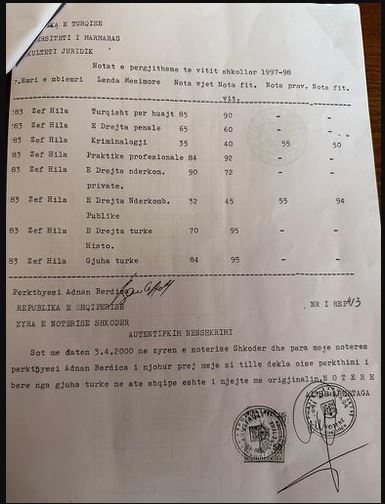 KA E TURQISE
ERSITETI I MARMARAS
KULTETI JURIDIK
Notat e pergjithsme te vitit shkollor 1997-98
Emri e mbiemri Lenda Mesimore Nota vjet Nota fit. Nota prov. Nota fit.
vit.
'83 Zef Hila Turqisht per huajt 85 90 - -
'83 Zef Hila E Drejta penale 65 60 - -
'83 Zef Hila Kriminalogji 35 40 55 50
83 Zef Hila Praktike profesionale 84 92 - -
83 Zef Hila E Drejta nderkom. 90 72 - -
private.
83 Zef Hila E Drejta Nderkomb. 32 45 55 94
Publike
83 Zef Hila E Drejta turke 70 95 - -
Histo.
83 Zef Hila Gjuha turke 84 95 - -
Perkthyesi Adnan Berdica
REPUBLIKA E SHQIPERISE NR I REP
ZYRA E NOTERISE SHKODER
AUTENTIFKIM NENSHKRIMI
Sot me daten 3.4.2000 ne zyren e noterise Shkoder dhe para meje noteres
perkthyesi Adnan Berdica i njohur prej meje si i tille dekla oise perkthimi i
bere nga gjuha turke ne ate shqipe eshte i njejte me origjinalin. N O T E R E